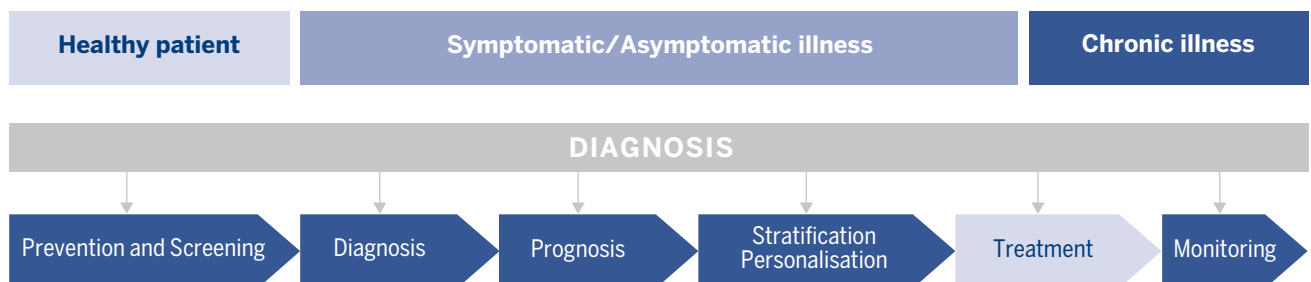 Healthy patient
Symptomatic/Asymptomatic illness
Chronic illness
DIAGNOSIS
Prevention and Screening
Diagnosis
Prognosis
Stratification
Personalisation
Treatment
Monitoring